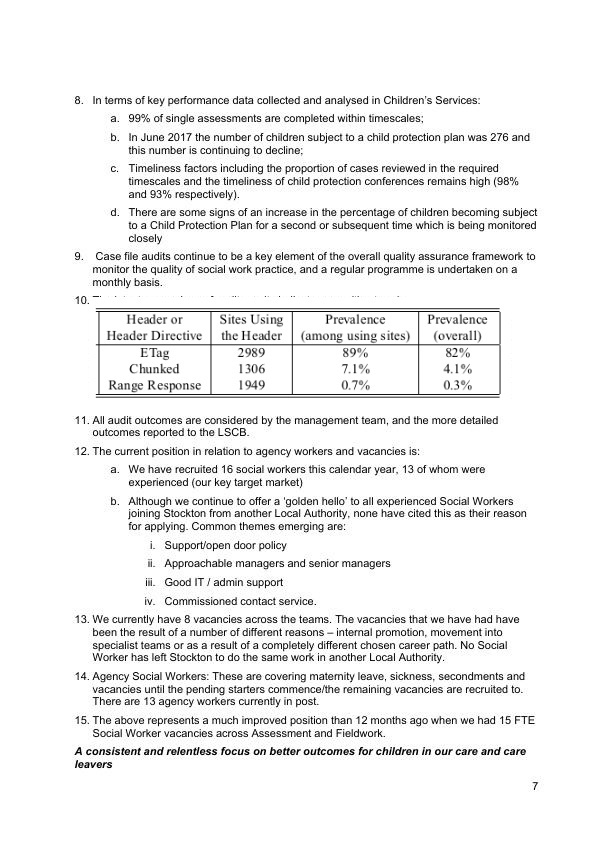 8. In terms of key performance data collected and analysed in Children's Services:
a. 99% of single assessments are completed within timescales;
b. In June 2017 the number of children subject to a child protection plan was 276 and
this number is continuing to decline;
c. Timeliness factors including the proportion of cases reviewed in the required
timescales and the timeliness of child protection conferences remains high (98%
and 93% respectively).
d. There are some signs of an increase in the percentage of children becoming subject
to a Child Protection Plan for a second or subsequent time which is being monitored
closely
9. Case file audits continue to be a key element of the overall quality assurance framework to
monitor the quality of social work practice, and a regular programme is undertaken on a
monthly basis.
10.
Header or Sites Using Prevalence Prevalence
Header Directive the Header (among using sites) (overall)
ETag 2989 89% 82%
Chunked 1306 7.1% 4.1%
Range Response 1949 0.7% 0.3%
11. All audit outcomes are considered by the management team, and the more detailed
outcomes reported to the LSCB.
12. The current position in relation to agency workers and vacancies is:
a. We have recruited 16 social workers this calendar year, 13 of whom were
experienced (our key target market)
b. Although we continue to offer a 'golden hello' to all experienced Social Workers
joining Stockton from another Local Authority, none have cited this as their reason
for applying. Common themes emerging are:
i. Support/open door policy
ii. Approachable managers and senior managers
iii. Good IT / admin support
iv. Commissioned contact service.
13. We currently have 8 vacancies across the teams. The vacancies that we have had have
been the result of a number of different reasons – internal promotion, movement into
specialist teams or as a result of a completely different chosen career path. No Social
Worker has left Stockton to do the same work in another Local Authority.
14. Agency Social Workers: These are covering maternity leave, sickness, secondments and
vacancies until the pending starters commence/the remaining vacancies are recruited to.
There are 13 agency workers currently in post.
15. The above represents a much improved position than 12 months ago when we had 15 FTE
Social Worker vacancies across Assessment and Fieldwork.
A consistent and relentless focus on better outcomes for children in our care and care
leavers
7